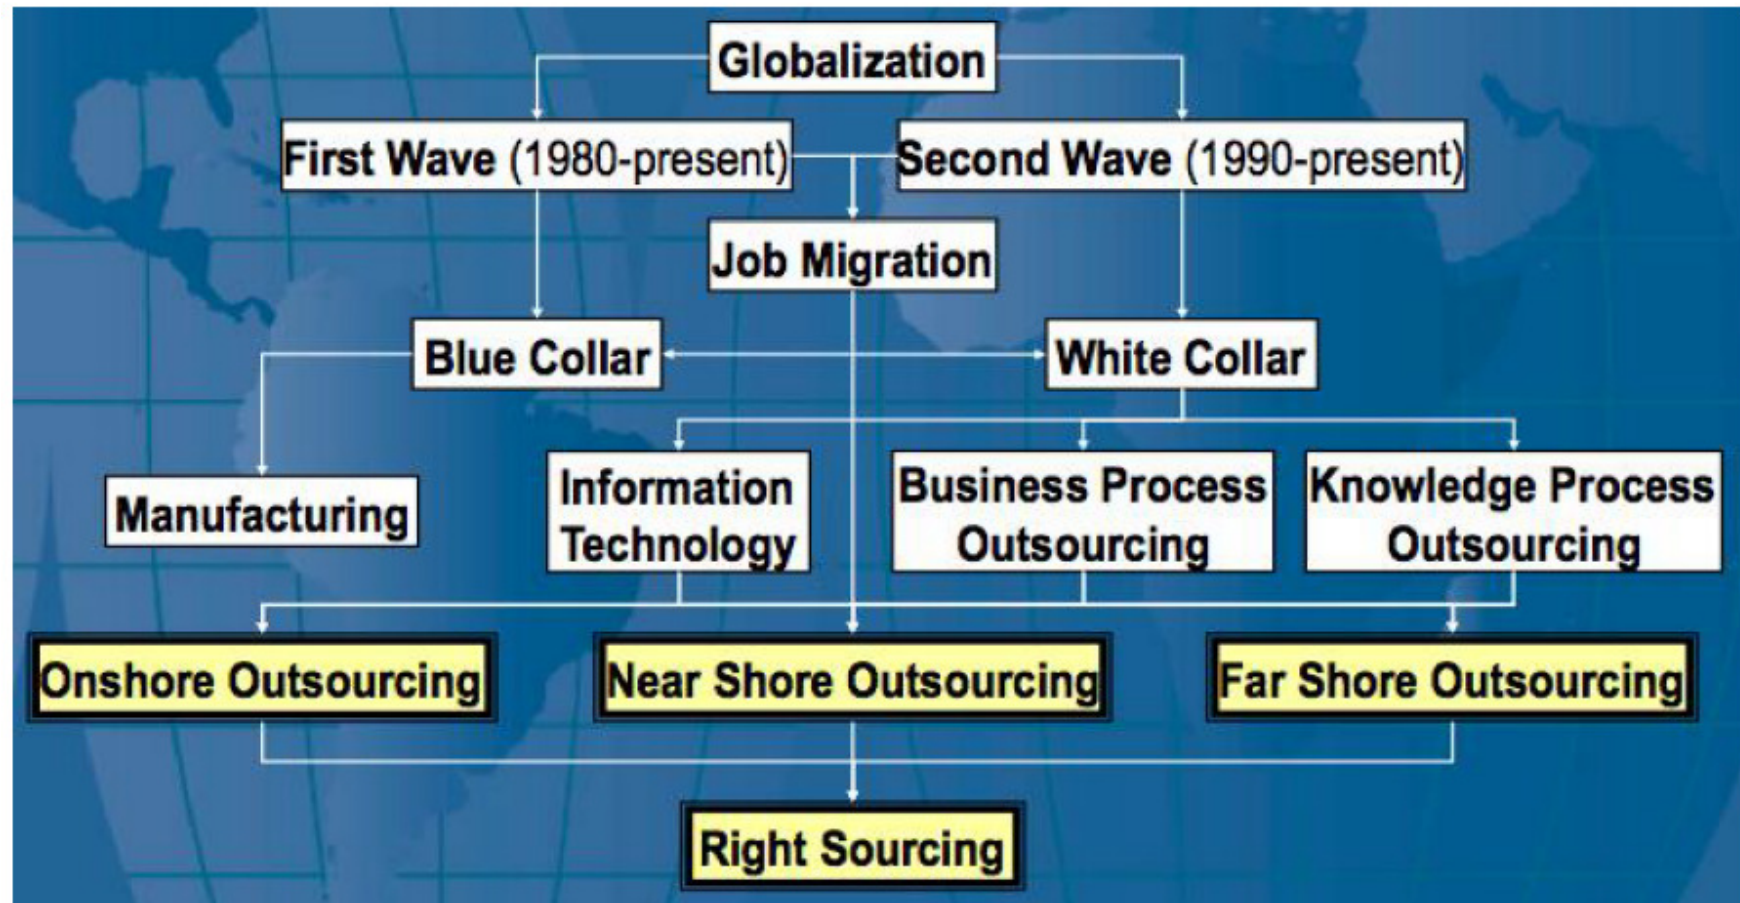 Globalization
First Wave (1980-present)
Second Wave (1990-present)
Job Migration
Blue Collar
White Collar
Manufacturing
Information
Technology
Business Process
Outsourcing
Knowledge Process
Outsourcing
Onshore Outsourcing
Near Shore Outsourcing
Far Shore Outsourcing
Right Sourcing